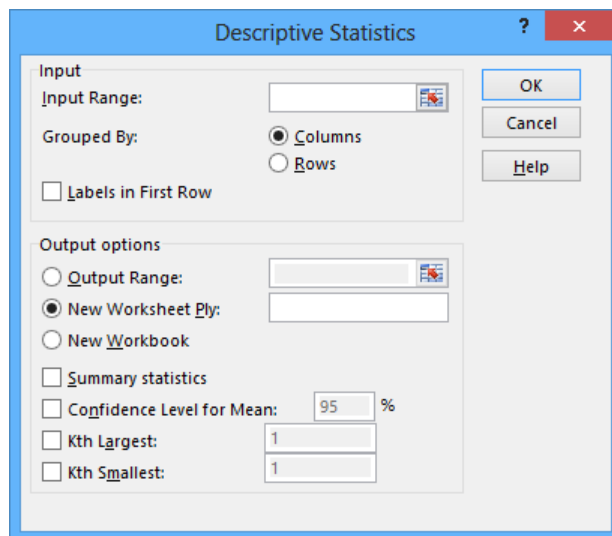 Descriptive Statistics ? ×
Input
Input Range:
OK
Grouped By: Columns
Cancel
Rows
Help
Labels in First Row
Output options
Output Range:
New Worksheet Ply:
New Workbook
Summary statistics
Confidence Level for Mean: 95 %
Kth Largest: 1
Kth Smallest: 1